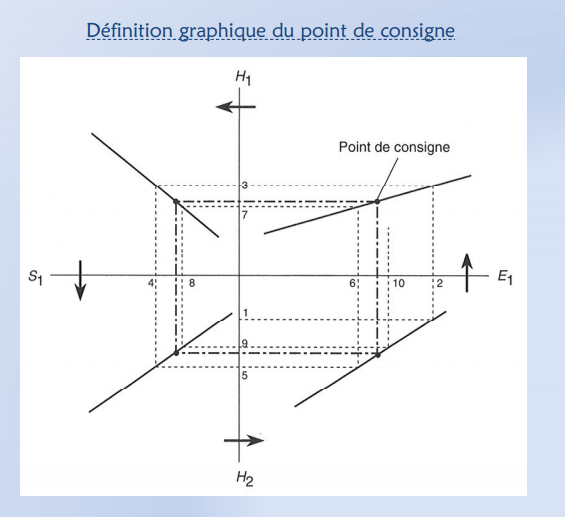 Définition graphique du point de consigne
H1
Point de consigne
3
7
S1
4
8
6
10
2
E1
1
9
5
H2